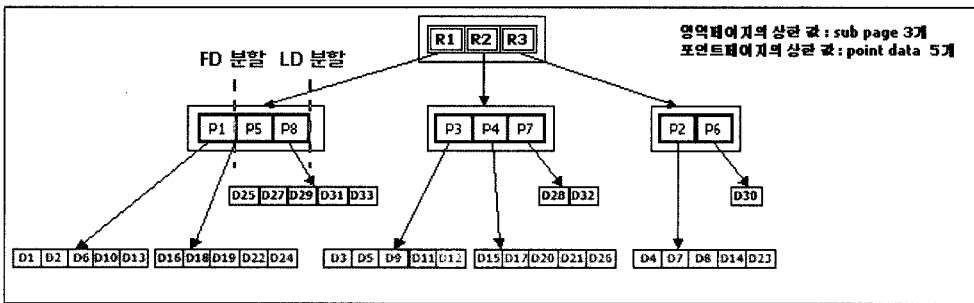 R1 R2 R3
영역페이지의 상한 값 : sub page 3개
포인트페이지의 상한 값 : point data 5개
FD 분할 LD 분할
P1 P5 P8 P3 P4 P7 P2 P6
D25 D27 D29 D31 D33 D28 D32 D30
D1 D2 D6 D10 D13 D16 D18 D19 D22 D24 D3 D5 D9 D11 D12 D15 D17 D20 D21 D26 D4 D7 D8 D14 D23